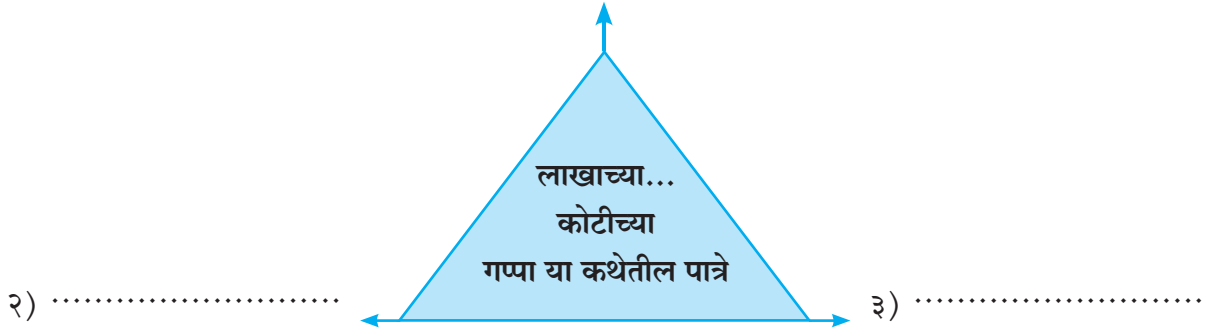 लाखाच्या...
कोटीच्या
गप्पा या कथेतील पात्रे
२) ..............................
३) ..............................